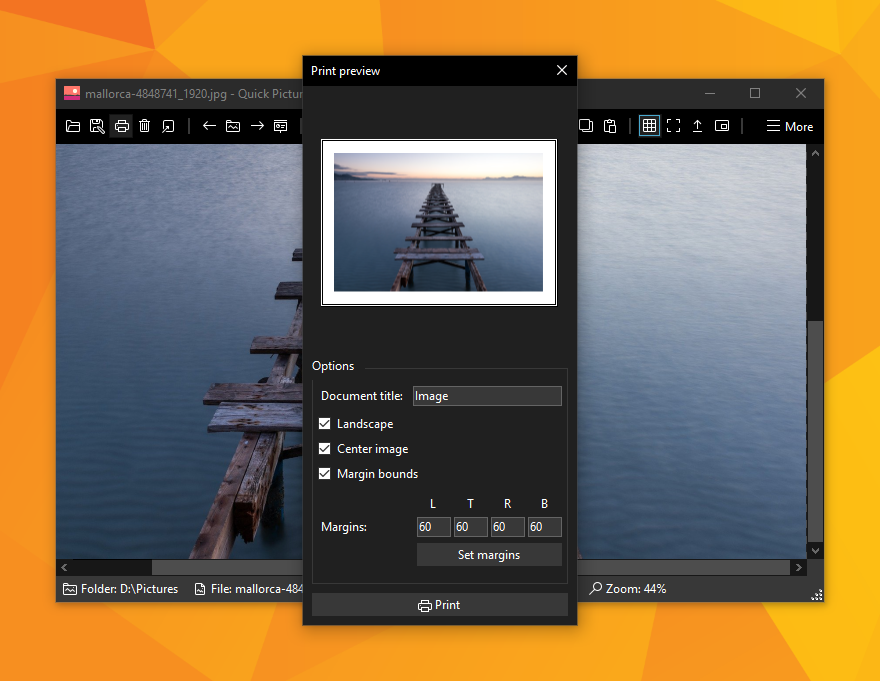 Print preview
mallorca-4848741_1920.jpg - Quick Pictur
More
Options
Document title: Image
Landscape
Center image
Margin bounds
L T R B
Margins: 60 60 60 60
Set margins
Folder: D:\Pictures File: mallorca-484 Zoom: 44%
Print